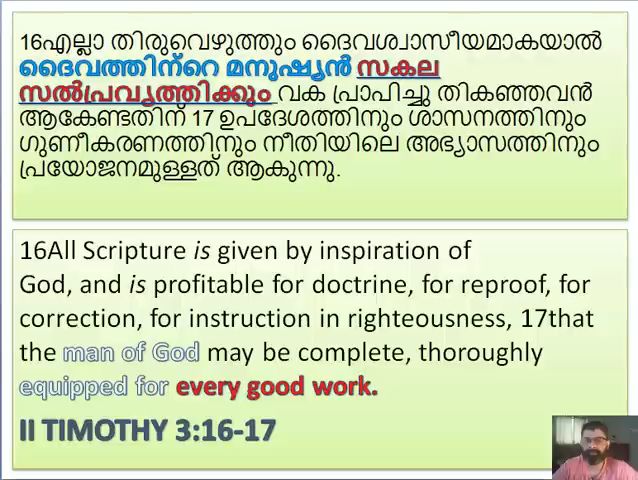 16എല്ലാ തിരുവെഴുത്തും ദൈവശ്വാസീയമാകയാൽ
ദൈവത്തിന്റെ മനുഷ്യൻ സകല
സൽപ്രവൃത്തിക്കും വക പ്രാപിച്ചു തികഞ്ഞവൻ
ആകേണ്ടതിന് 17 ഉപദേശത്തിനും ശാസനത്തിനും
ഗുണീകരണത്തിനും നീതിയിലെ അഭ്യാസത്തിനും
പ്രയോജനമുള്ളത് ആകുന്നു.
16All Scripture is given by inspiration of
God, and is profitable for doctrine, for reproof, for
correction, for instruction in righteousness, 17that
the man of God may be complete, thoroughly
equipped for every good work.
II TIMOTHY 3:16-17